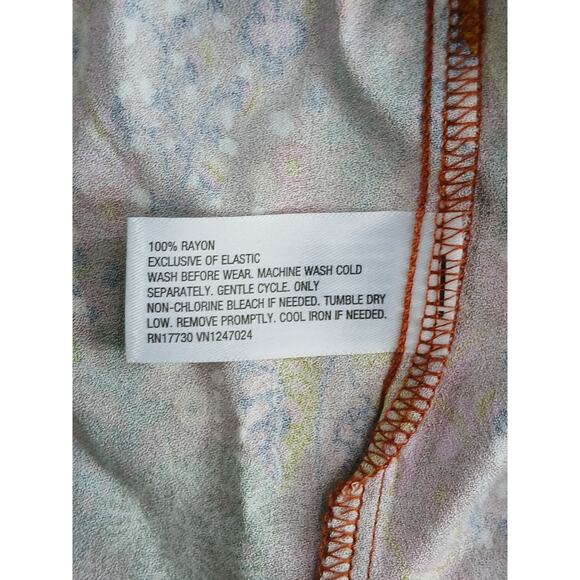 100% RAYON
EXCLUSIVE OF ELASTIC
WASH BEFORE WEAR. MACHINE WASH COLD
SEPARATELY. GENTLE CYCLE. ONLY
NON-CHLORINE BLEACH IF NEEDED. TUMBLE DRY
LOW. REMOVE PROMPTLY. COOL IRON IF NEEDED.
RN17730 VN1247024